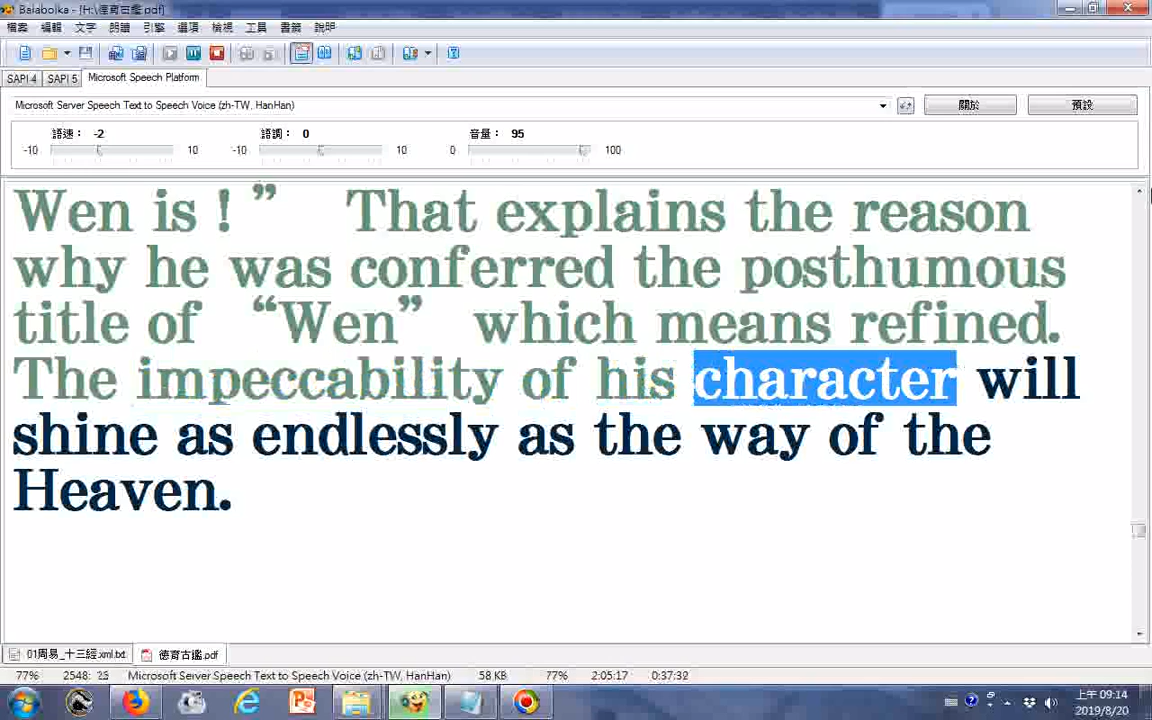 Balabolka - [H:\德育古鑑.pdf]
檔案 編輯 文字 朗讀 引擎 選項 檢視 工具 書籤 說明
SAPI 4 SAPI 5 Microsoft Speech Platform
Microsoft Server Speech Text to Speech Voice (zh-TW, HanHan) 關於 預設
語速： -2 語調： 0 音量： 95
-10 10 -10 10 0 100
Wen is！” That explains the reason
why he was conferred the posthumous
title of “Wen” which means refined.
The impeccability of his character will
shine as endlessly as the way of the
Heaven.
01周易_十三經.xml.txt 德育古鑑.pdf
77% 2548: 23 Microsoft Server Speech Text to Speech Voice (zh-TW, HanHan) 58 KB 77% 2:05:17 0:37:32
上午 09:14
2019/8/20